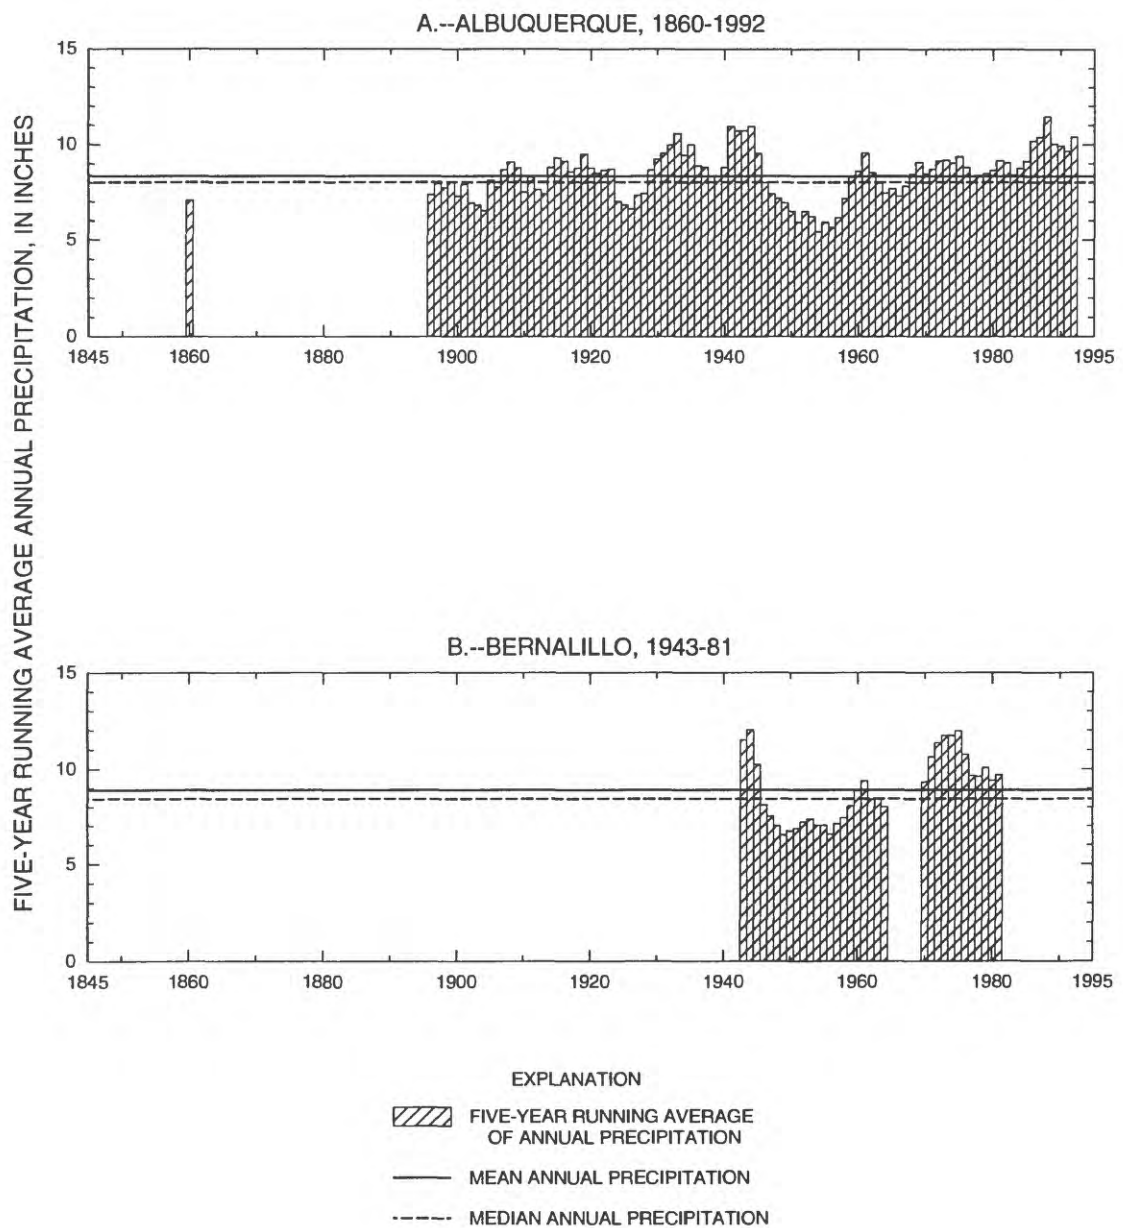 A.--ALBUQUERQUE, 1860-1992
15
10
5
0
1845 1860 1880 1900 1920 1940 1960 1980 1995
FIVE-YEAR RUNNING AVERAGE ANNUAL PRECIPITATION, IN INCHES
B.--BERNALILLO, 1943-81
15
10
5
0
1845 1860 1880 1900 1920 1940 1960 1980 1995
EXPLANATION
FIVE-YEAR RUNNING AVERAGE
OF ANNUAL PRECIPITATION
MEAN ANNUAL PRECIPITATION
MEDIAN ANNUAL PRECIPITATION